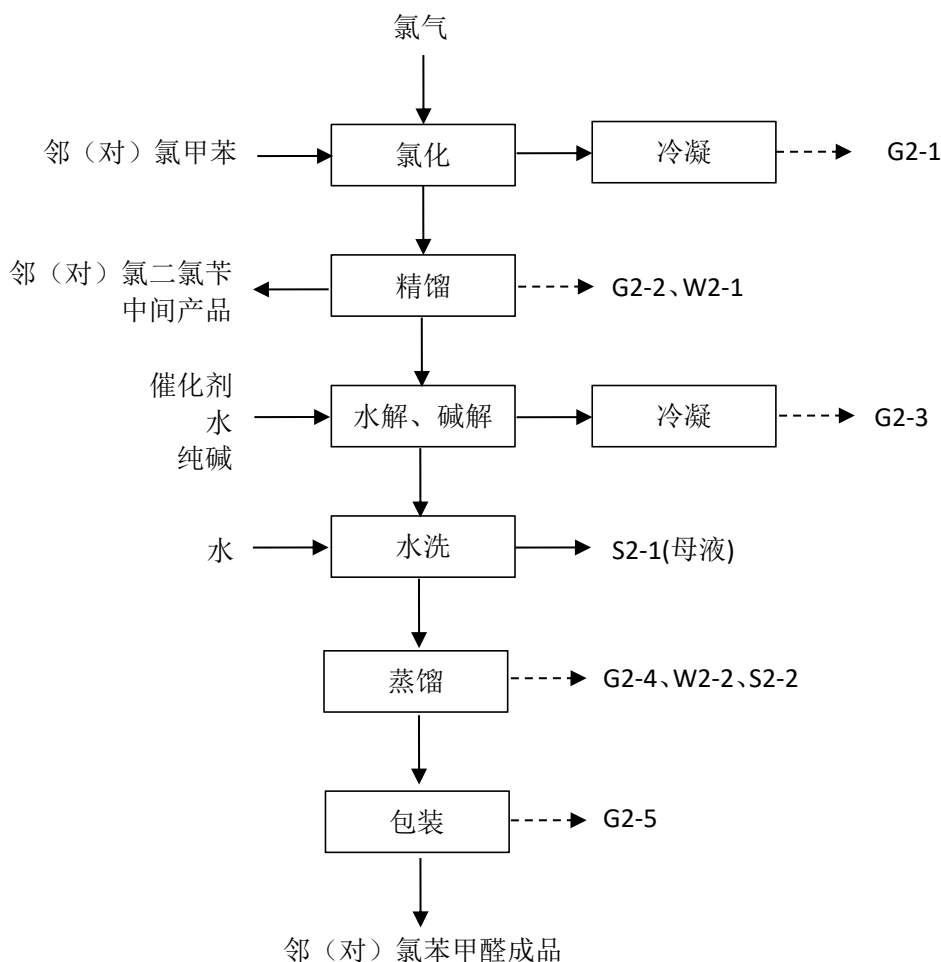 氯气
邻（对）氯甲苯
氯化
冷凝
G2-1
邻（对）氯二氯苄
中间产品
精馏
G2-2、W2-1
催化剂
水
纯碱
水解、碱解
冷凝
G2-3
水
水洗
S2-1(母液)
蒸馏
G2-4、W2-2、S2-2
包装
G2-5
邻（对）氯苯甲醛成品